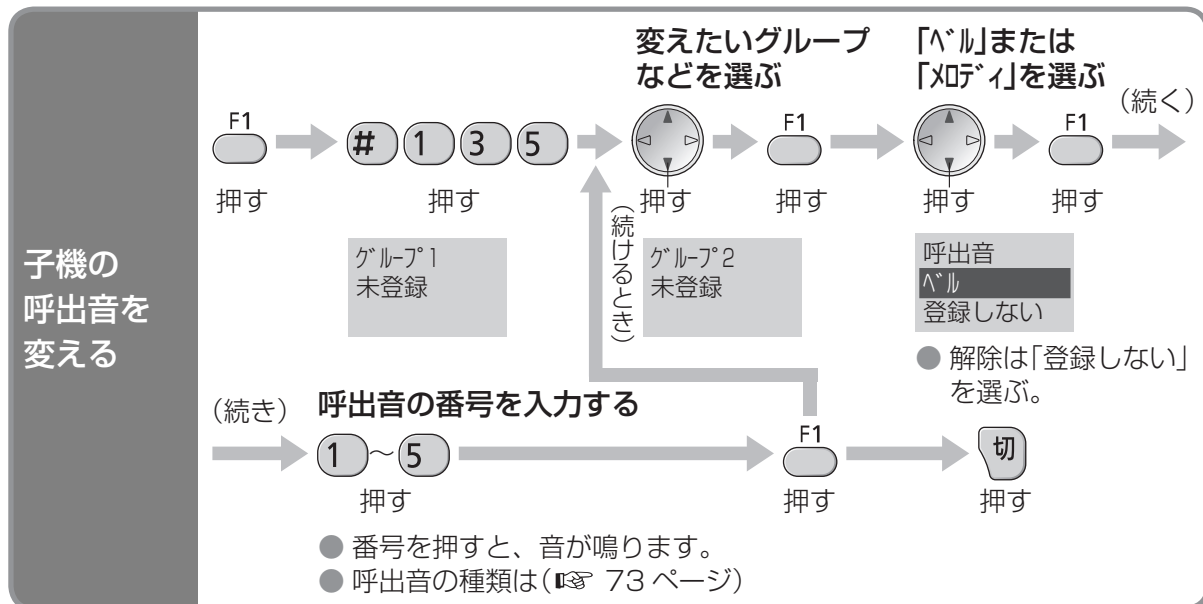 子機の
呼出音を
変える
F1
押す
# 1 3 5
押す
ｸﾞﾙｰﾌﾟ1
未登録
変えたいグループ
などを選ぶ
押す
F1
押す
(続けるとき)
ｸﾞﾙｰﾌﾟ2
未登録
「ﾍﾞﾙ」または
「ﾒﾛﾃﾞｨ」を選ぶ
押す
F1
押す
(続く)
呼出音
ﾍﾞﾙ
登録しない
● 解除は「登録しない」
を選ぶ。
(続き)
呼出音の番号を入力する
1～5
押す
F1
押す
切
押す
● 番号を押すと、音が鳴ります。
● 呼出音の種類は(☞ 73 ページ)